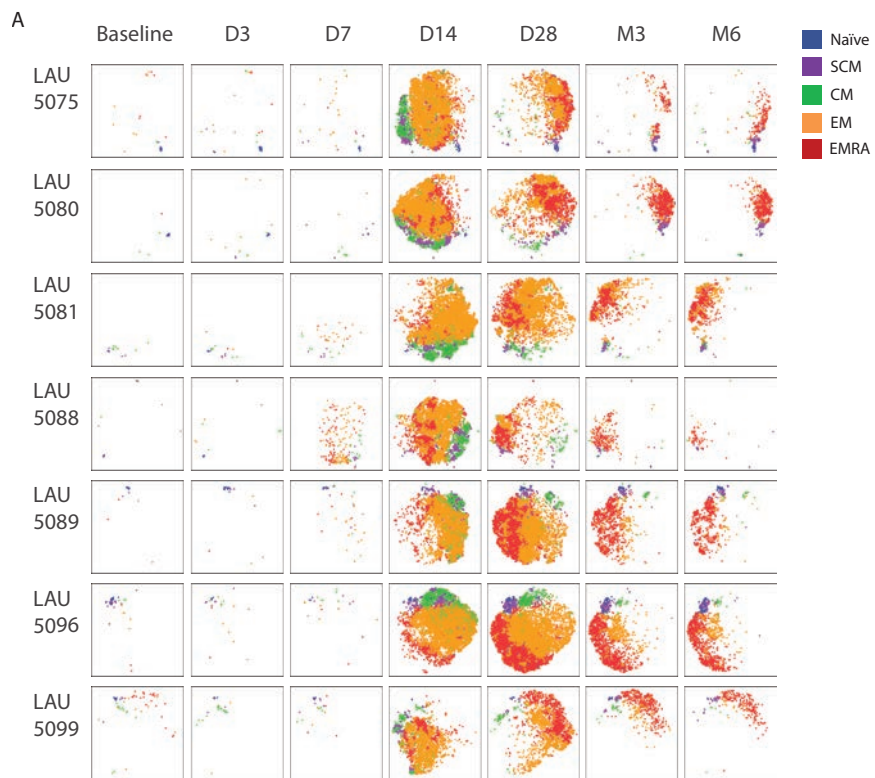 A
Baseline D3 D7 D14 D28 M3 M6
Naïve
SCM
CM
EM
EMRA
LAU
5075
LAU
5080
LAU
5081
LAU
5088
LAU
5089
LAU
5096
LAU
5099